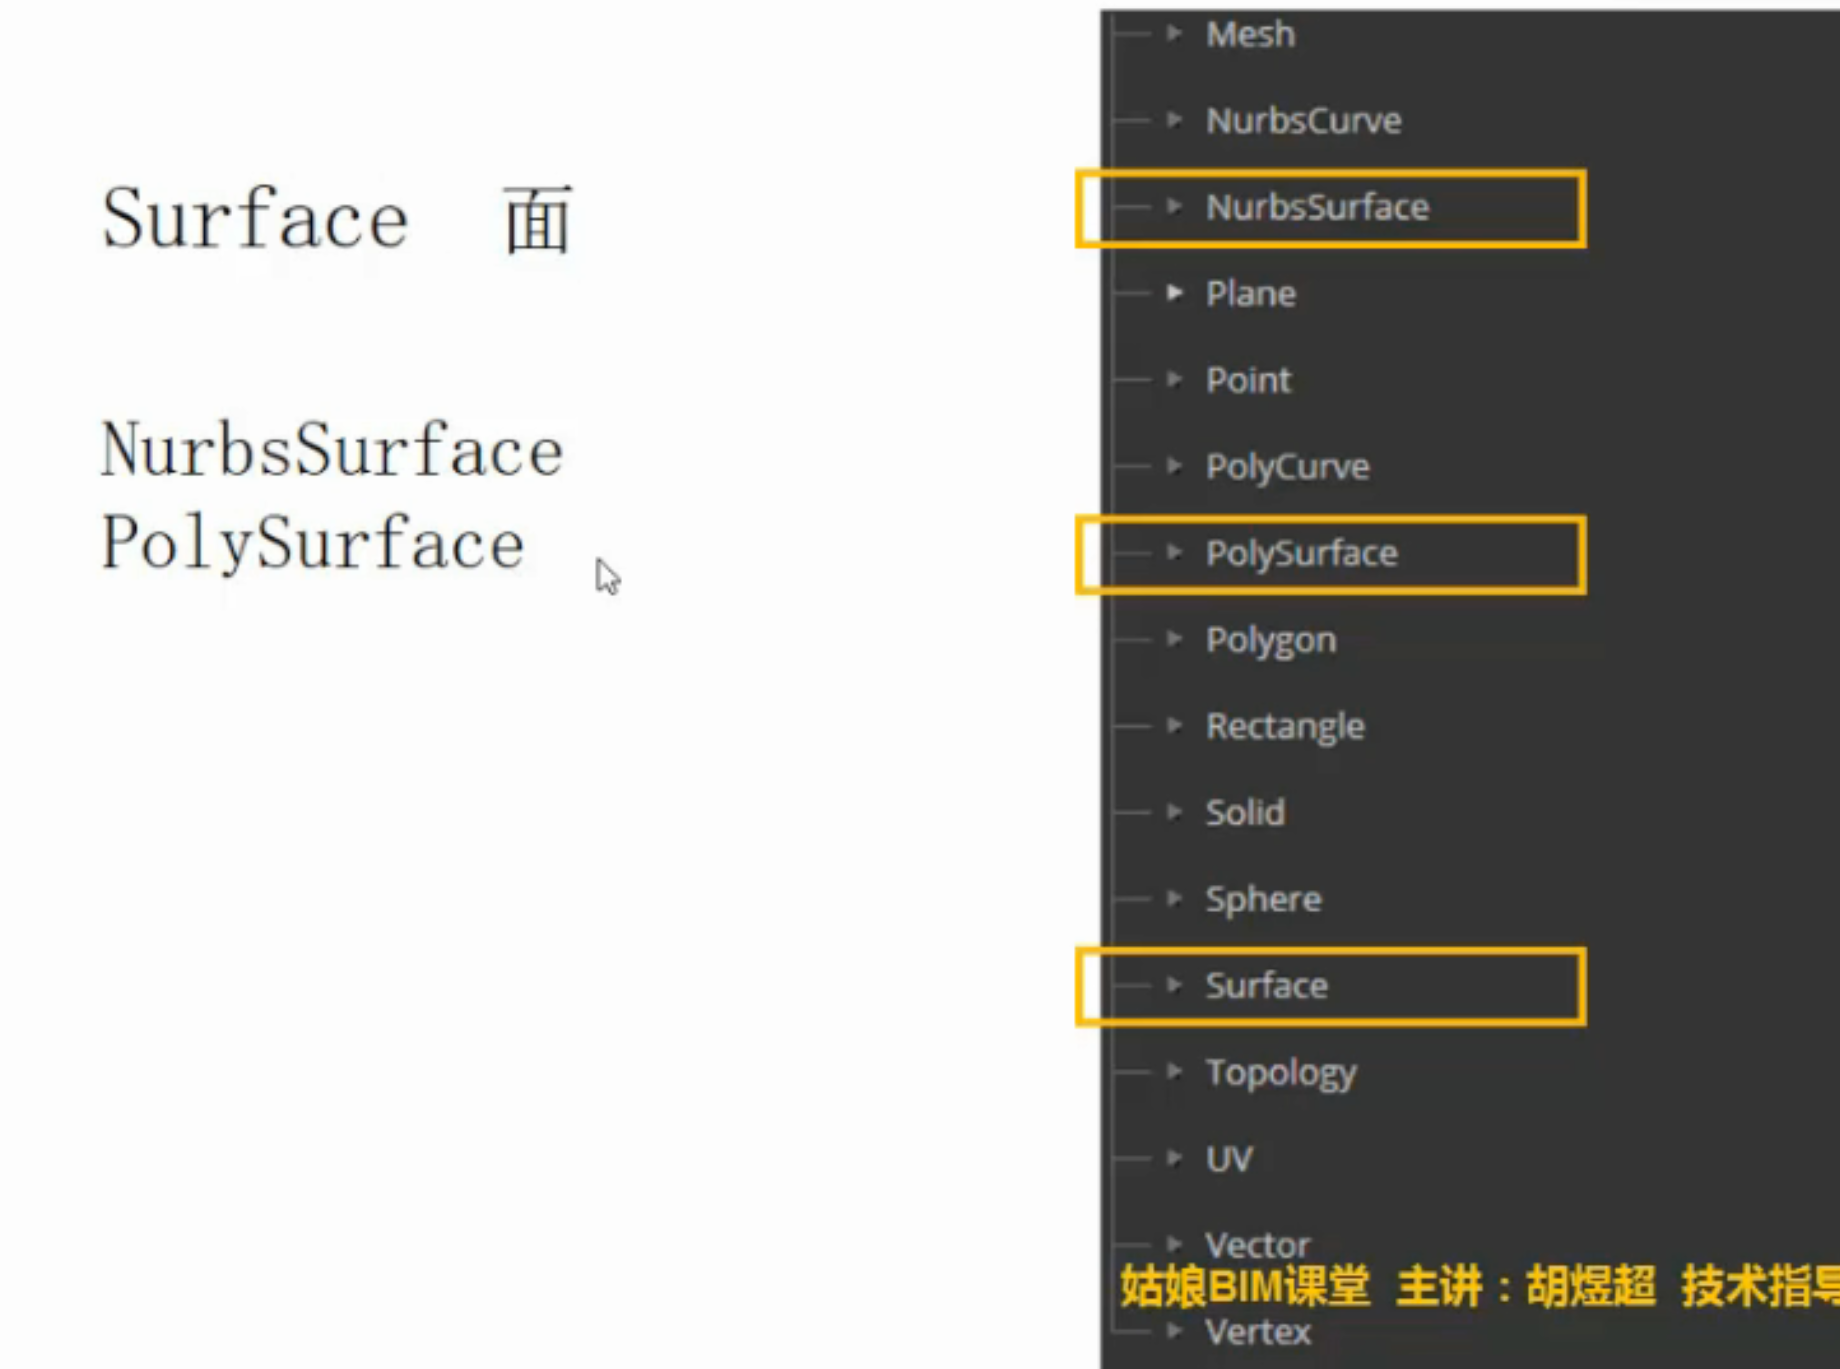 Surface 面
NurbsSurface
PolySurface
Mesh
NurbsCurve
NurbsSurface
Plane
Point
PolyCurve
PolySurface
Polygon
Rectangle
Solid
Sphere
Surface
Topology
UV
Vector
姑娘BIM课堂 主讲：胡煜超 技术指导
Vertex